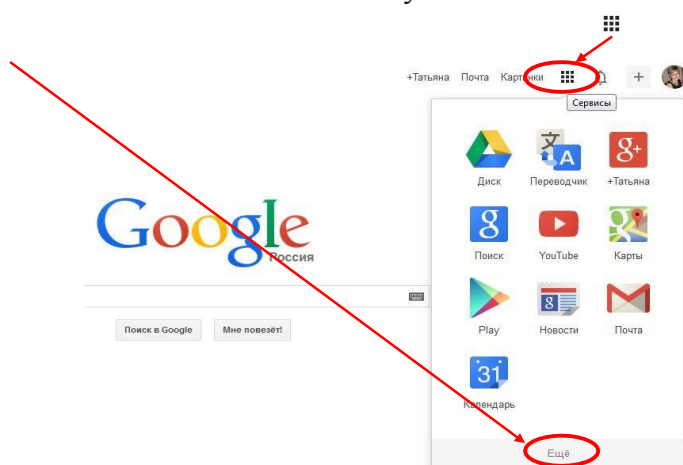 +Татьяна Почта Картинки
Сервисы
Диск Переводчик +Татьяна
Поиск YouTube Карты
Google
Россия
Play Новости Почта
Поиск в Google Мне повезёт!
31
Календарь
Ещё